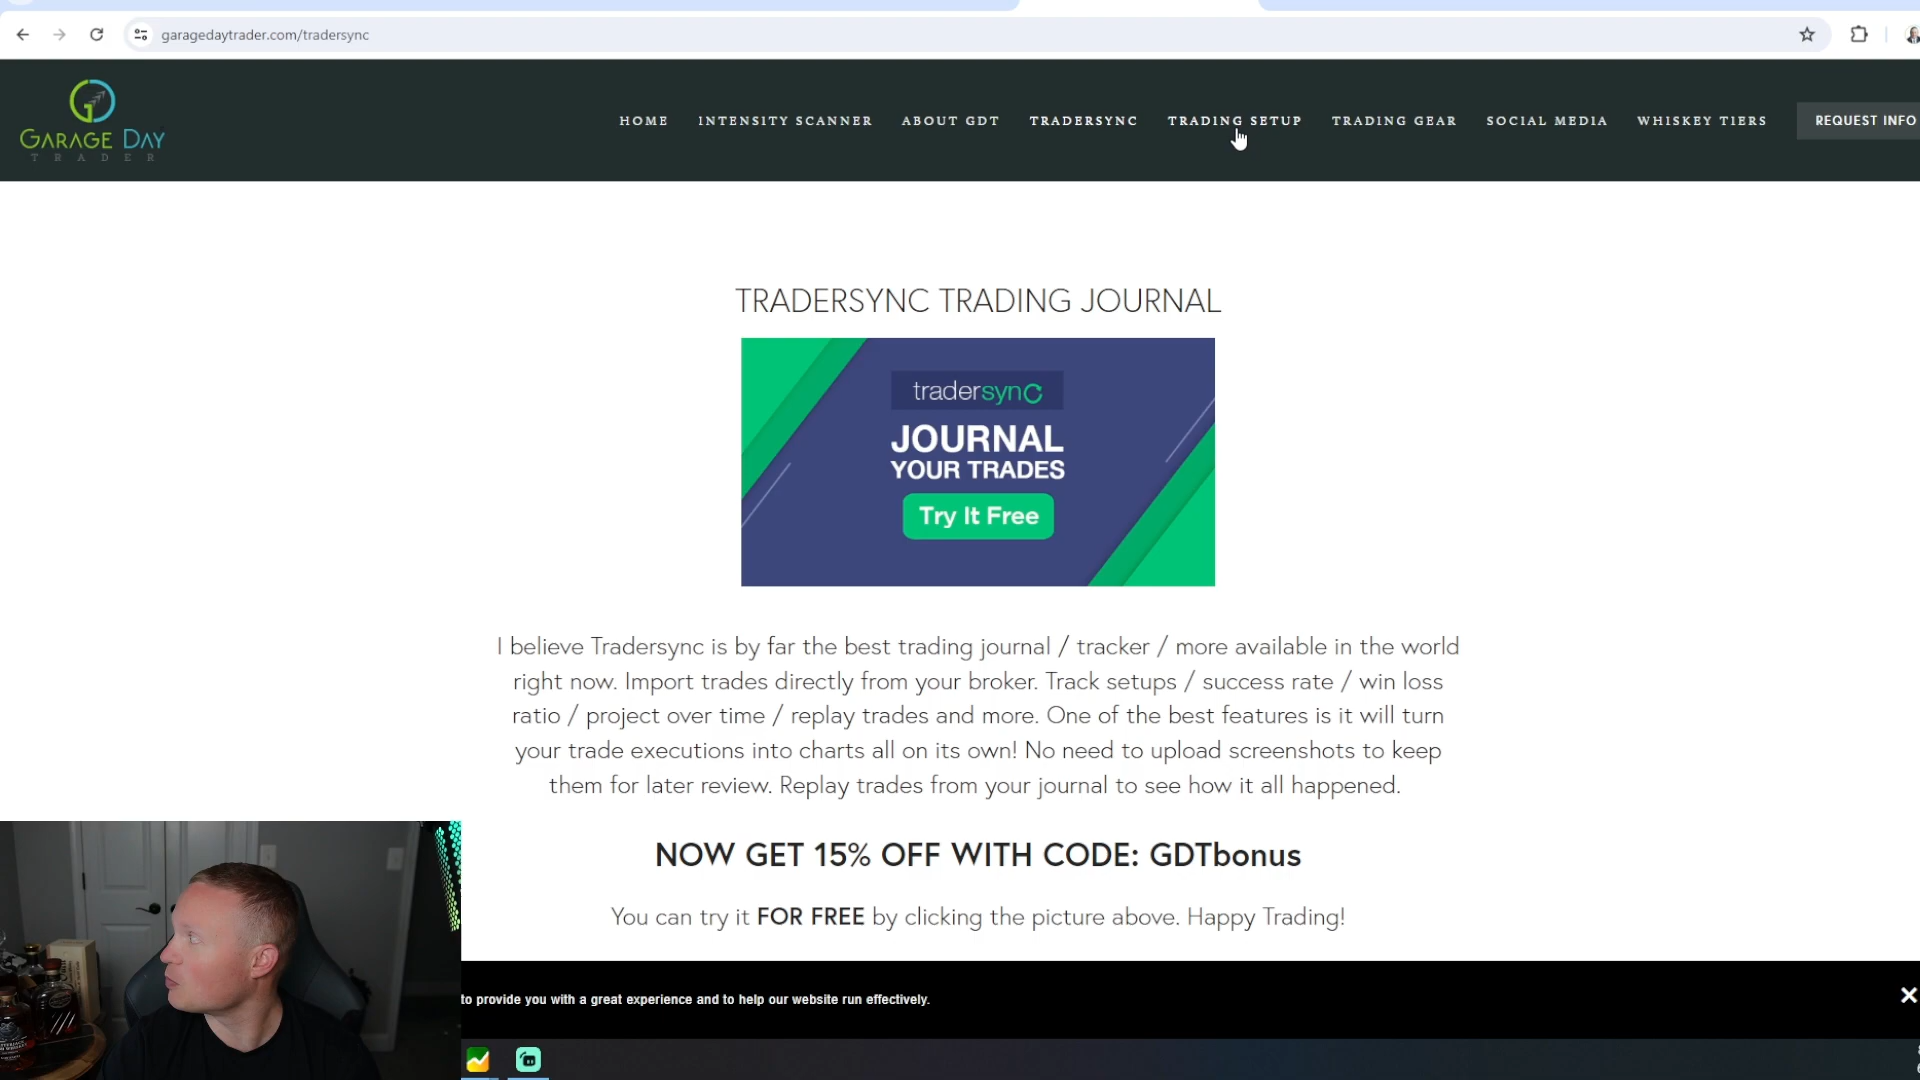 garagedaytrader.com/tradersync
GARAGE DAY
TRADER
HOME INTENSITY SCANNER ABOUT GDT TRADERSYNC TRADING SETUP TRADING GEAR SOCIAL MEDIA WHISKEY TIERS REQUEST INFO
TRADERSYNC TRADING JOURNAL
tradersync
JOURNAL
YOUR TRADES
Try It Free
I believe Tradersync is by far the best trading journal / tracker / more available in the world
right now. Import trades directly from your broker. Track setups / success rate / win loss
ratio / project over time / replay trades and more. One of the best features is it will turn
your trade executions into charts all on its own! No need to upload screenshots to keep
them for later review. Replay trades from your journal to see how it all happened.
NOW GET 15% OFF WITH CODE: GDTbonus
You can try it FOR FREE by clicking the picture above. Happy Trading!
to provide you with a great experience and to help our website run effectively.